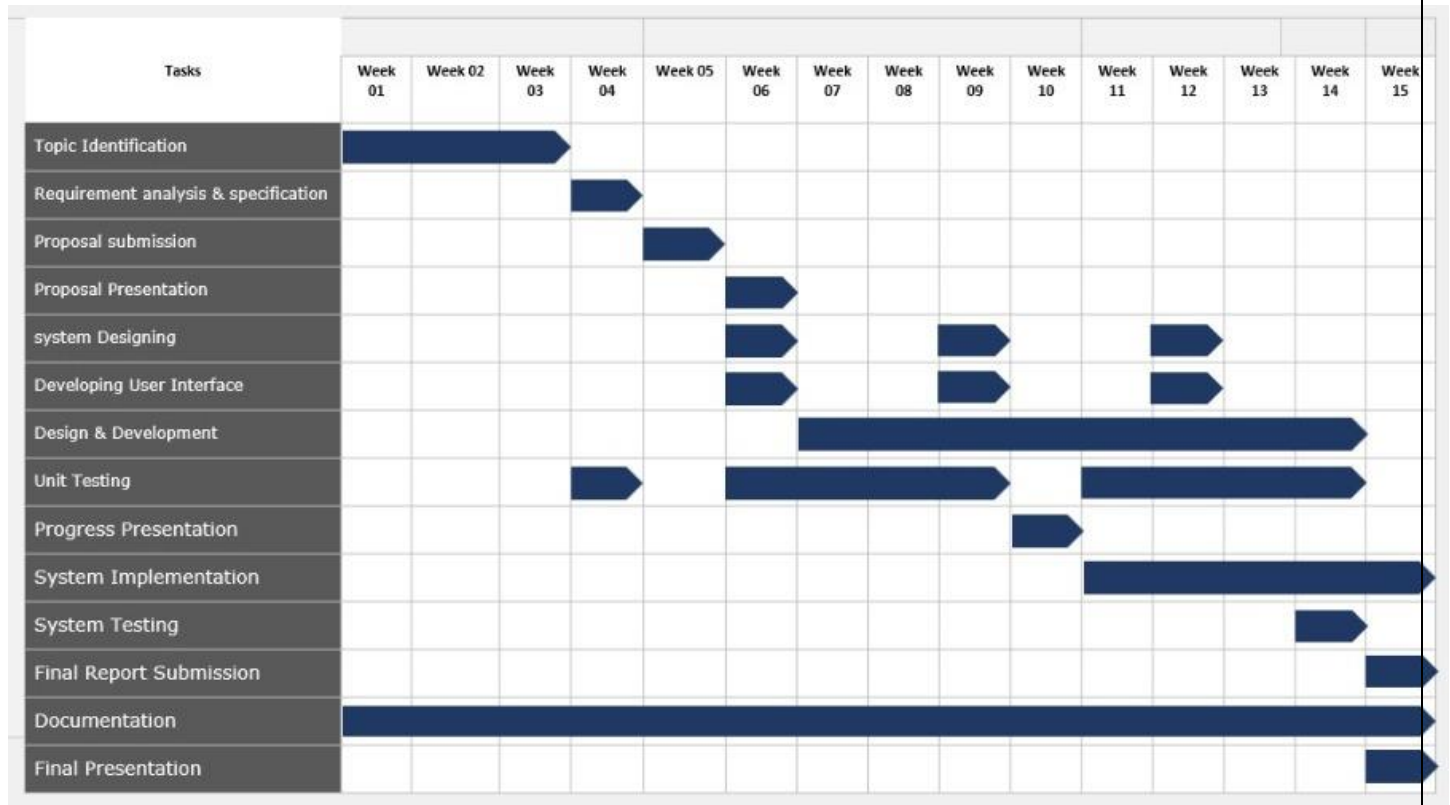 Tasks
Week 01
Week 02
Week 03
Week 04
Week 05
Week 06
Week 07
Week 08
Week 09
Week 10
Week 11
Week 12
Week 13
Week 14
Week 15
Topic Identification
Requirement analysis & specification
Proposal submission
Proposal Presentation
system Designing
Developing User Interface
Design & Development
Unit Testing
Progress Presentation
System Implementation
System Testing
Final Report Submission
Documentation
Final Presentation